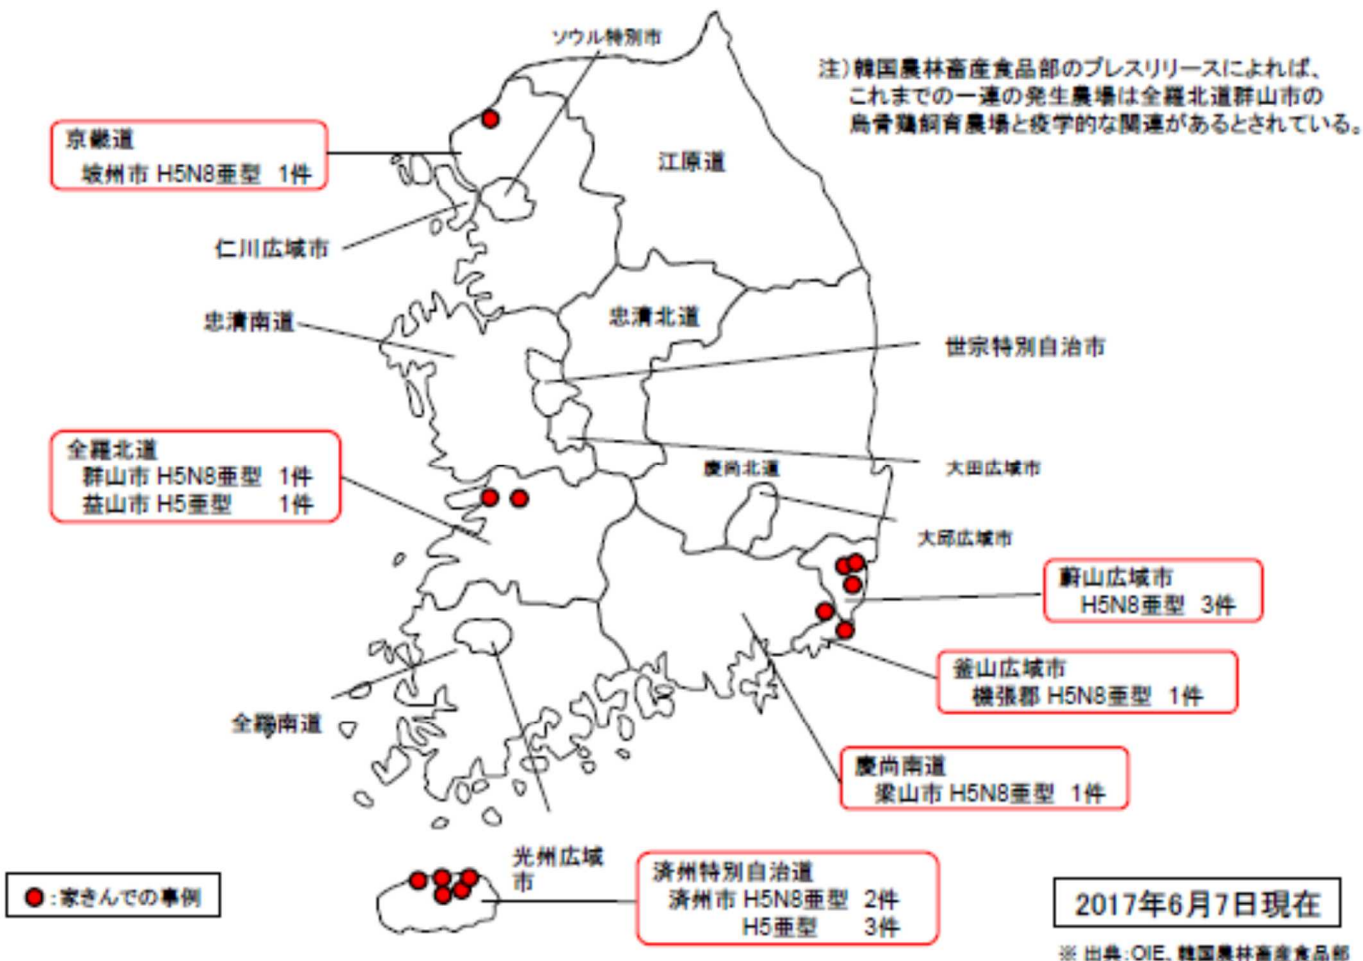 ソウル特別市
注)韓国農林畜産食品部のプレスリリースによれば、
これまでの一連の発生農場は全羅北道群山市の
烏骨鶏飼育農場と疫学的な関連があるとされている。
京畿道
坡州市 H5N8亜型 1件
江原道
仁川広域市
忠清南道
忠清北道
世宗特別自治市
全羅北道
群山市 H5N8亜型 1件
益山市 H5亜型 1件
慶尚北道
大田広域市
大邱広域市
蔚山広域市
H5N8亜型 3件
釜山広域市
機張郡 H5N8亜型 1件
全羅南道
慶尚南道
梁山市 H5N8亜型 1件
光州広域
市
済州特別自治道
済州市 H5N8亜型 2件
H5亜型 3件
:家きんでの事例
2017年6月7日現在
※ 出典:OIE、韓国農林畜産食品部